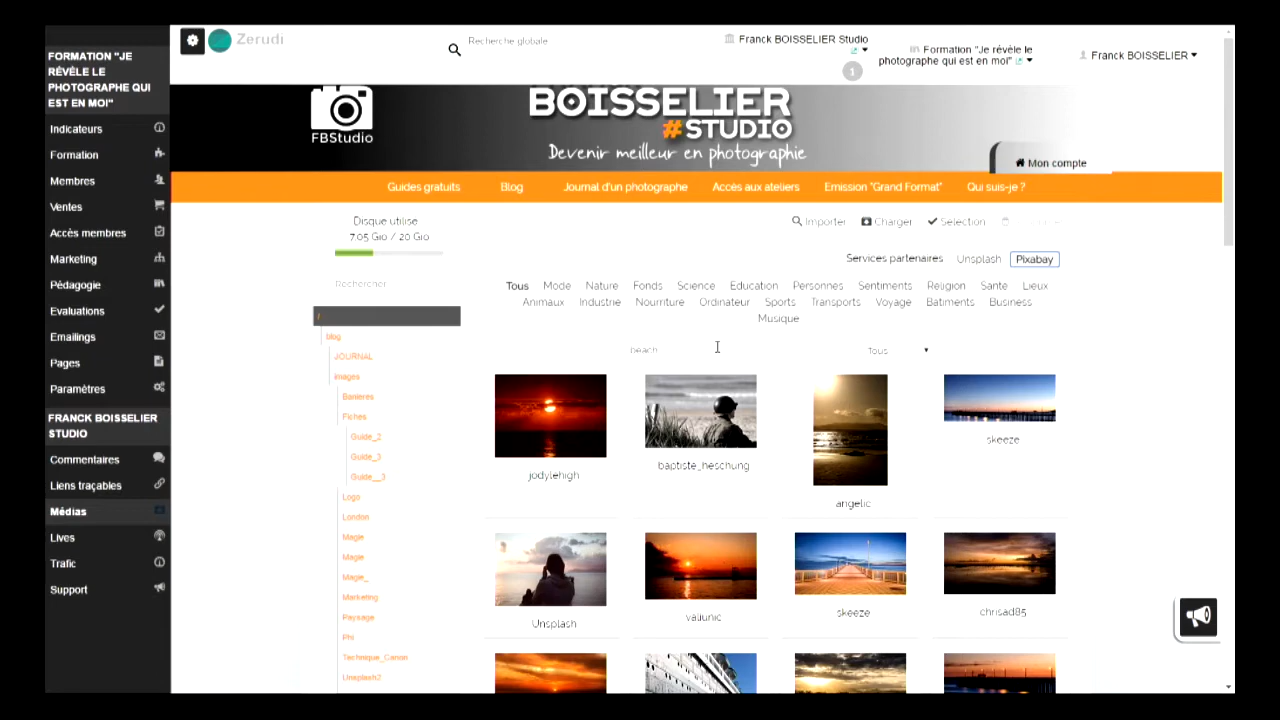 FORMATION "JE
RÉVÈLE LE
PHOTOGRAPHE QUI
EST EN MOI"
Indicateurs
Formation
Membres
Ventes
Accès membres
Marketing
Pédagogie
Evaluations
Emailings
Pages
Paramètres
FRANCK BOISSELIER
STUDIO
Commentaires
Liens traçables
Médias
Lives
Trafic
Support
Zerudi
Recherche globale
Franck BOISSELIER Studio
1
Formation "Je révèle le
photographe qui est en moi"
Franck BOISSELIER
FBStudio
BOISSELIER
#STUDIO
Devenir meilleur en photographie
Mon compte
Guides gratuits Blog Journal d'un photographe Accès aux ateliers Emission "Grand Format" Qui suis-je ?
Disque utilisé
7.05 Gio / 20 Gio
Rechercher
/
blog
JOURNAL
images
Banieres
Fiches
Guide_2
Guide_3
Guide__3
Logo
London
Magie
Magie
Magie_
Marketing
Paysage
Phi
Technique_Canon
Unsplash2
Importer Charger Sélection
Services partenaires Unsplash Pixabay
Tous Mode Nature Fonds Science Education Personnes Sentiments Religion Santé Lieux
Animaux Industrie Nourriture Ordinateur Sports Transports Voyage Batiments Business
Musique
beach Tous
jodylehigh
baptiste_heschung
angelic
skeeze
Unsplash
valiunic
skeeze
chrisad85